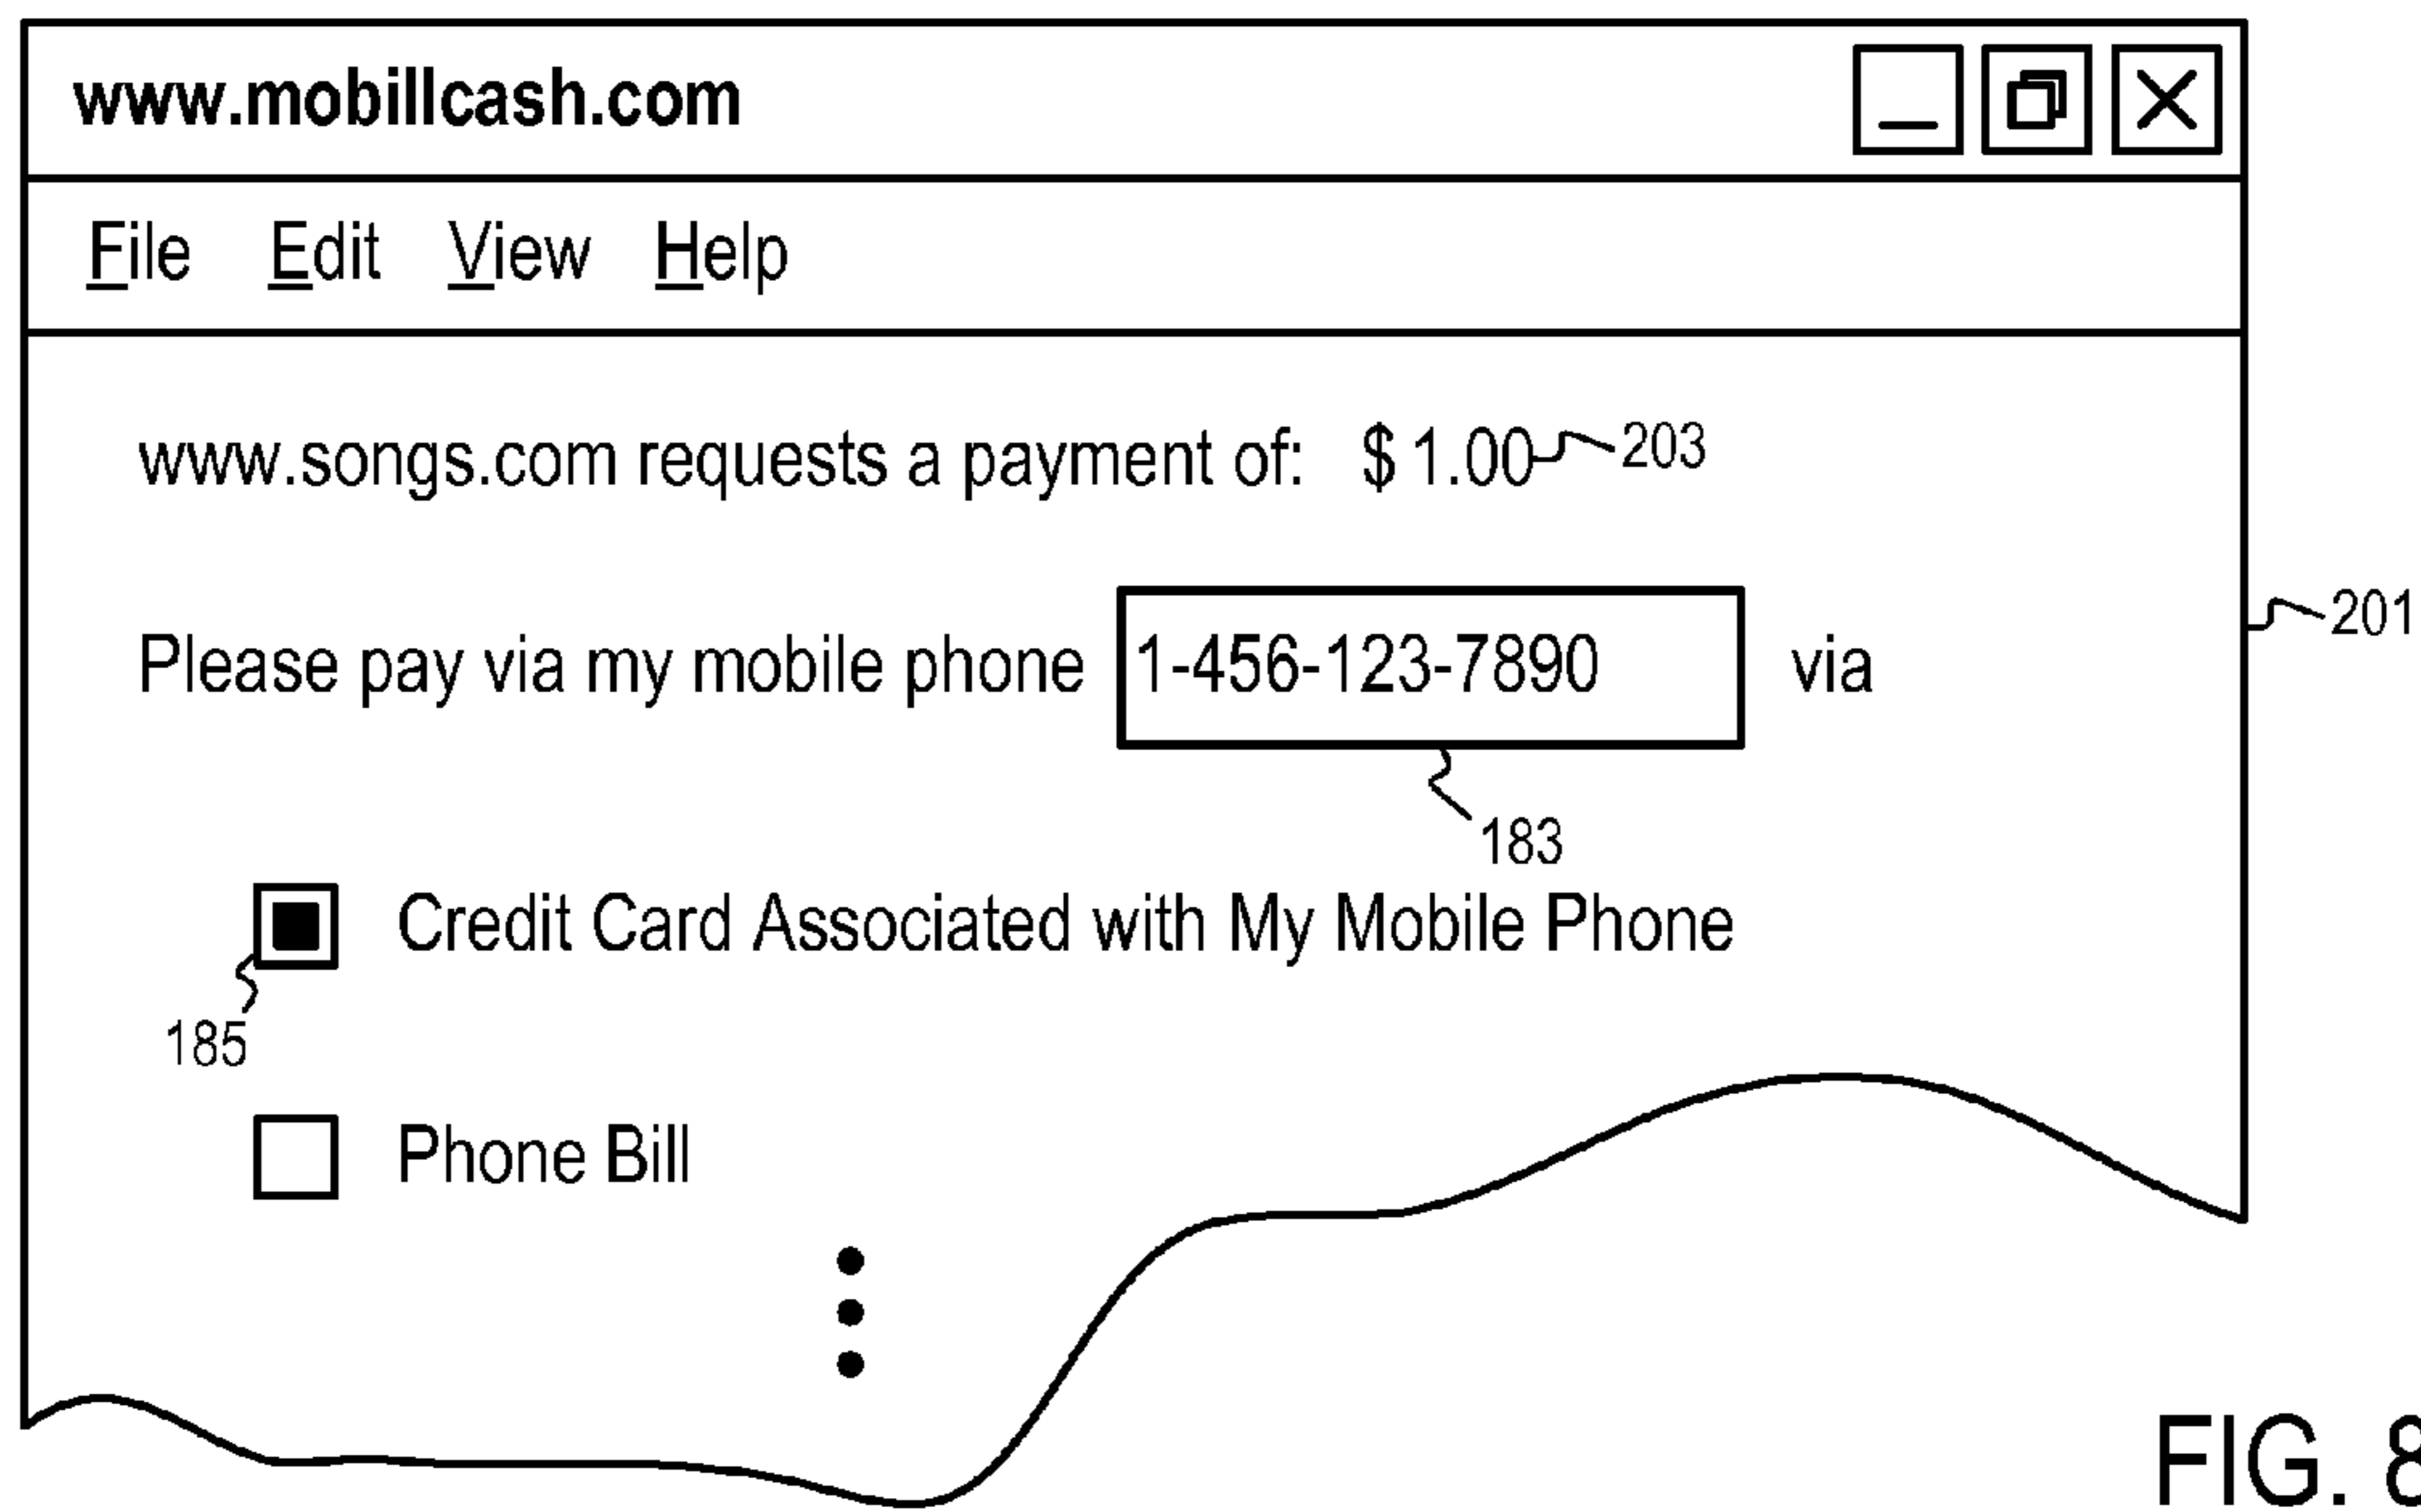 www.mobillcash.com
File Edit View Help
www.songs.com requests a payment of: $ 1.00 203
Please pay via my mobile phone 1-456-123-7890 via
201
183
Credit Card Associated with My Mobile Phone
185
Phone Bill
FIG. 8